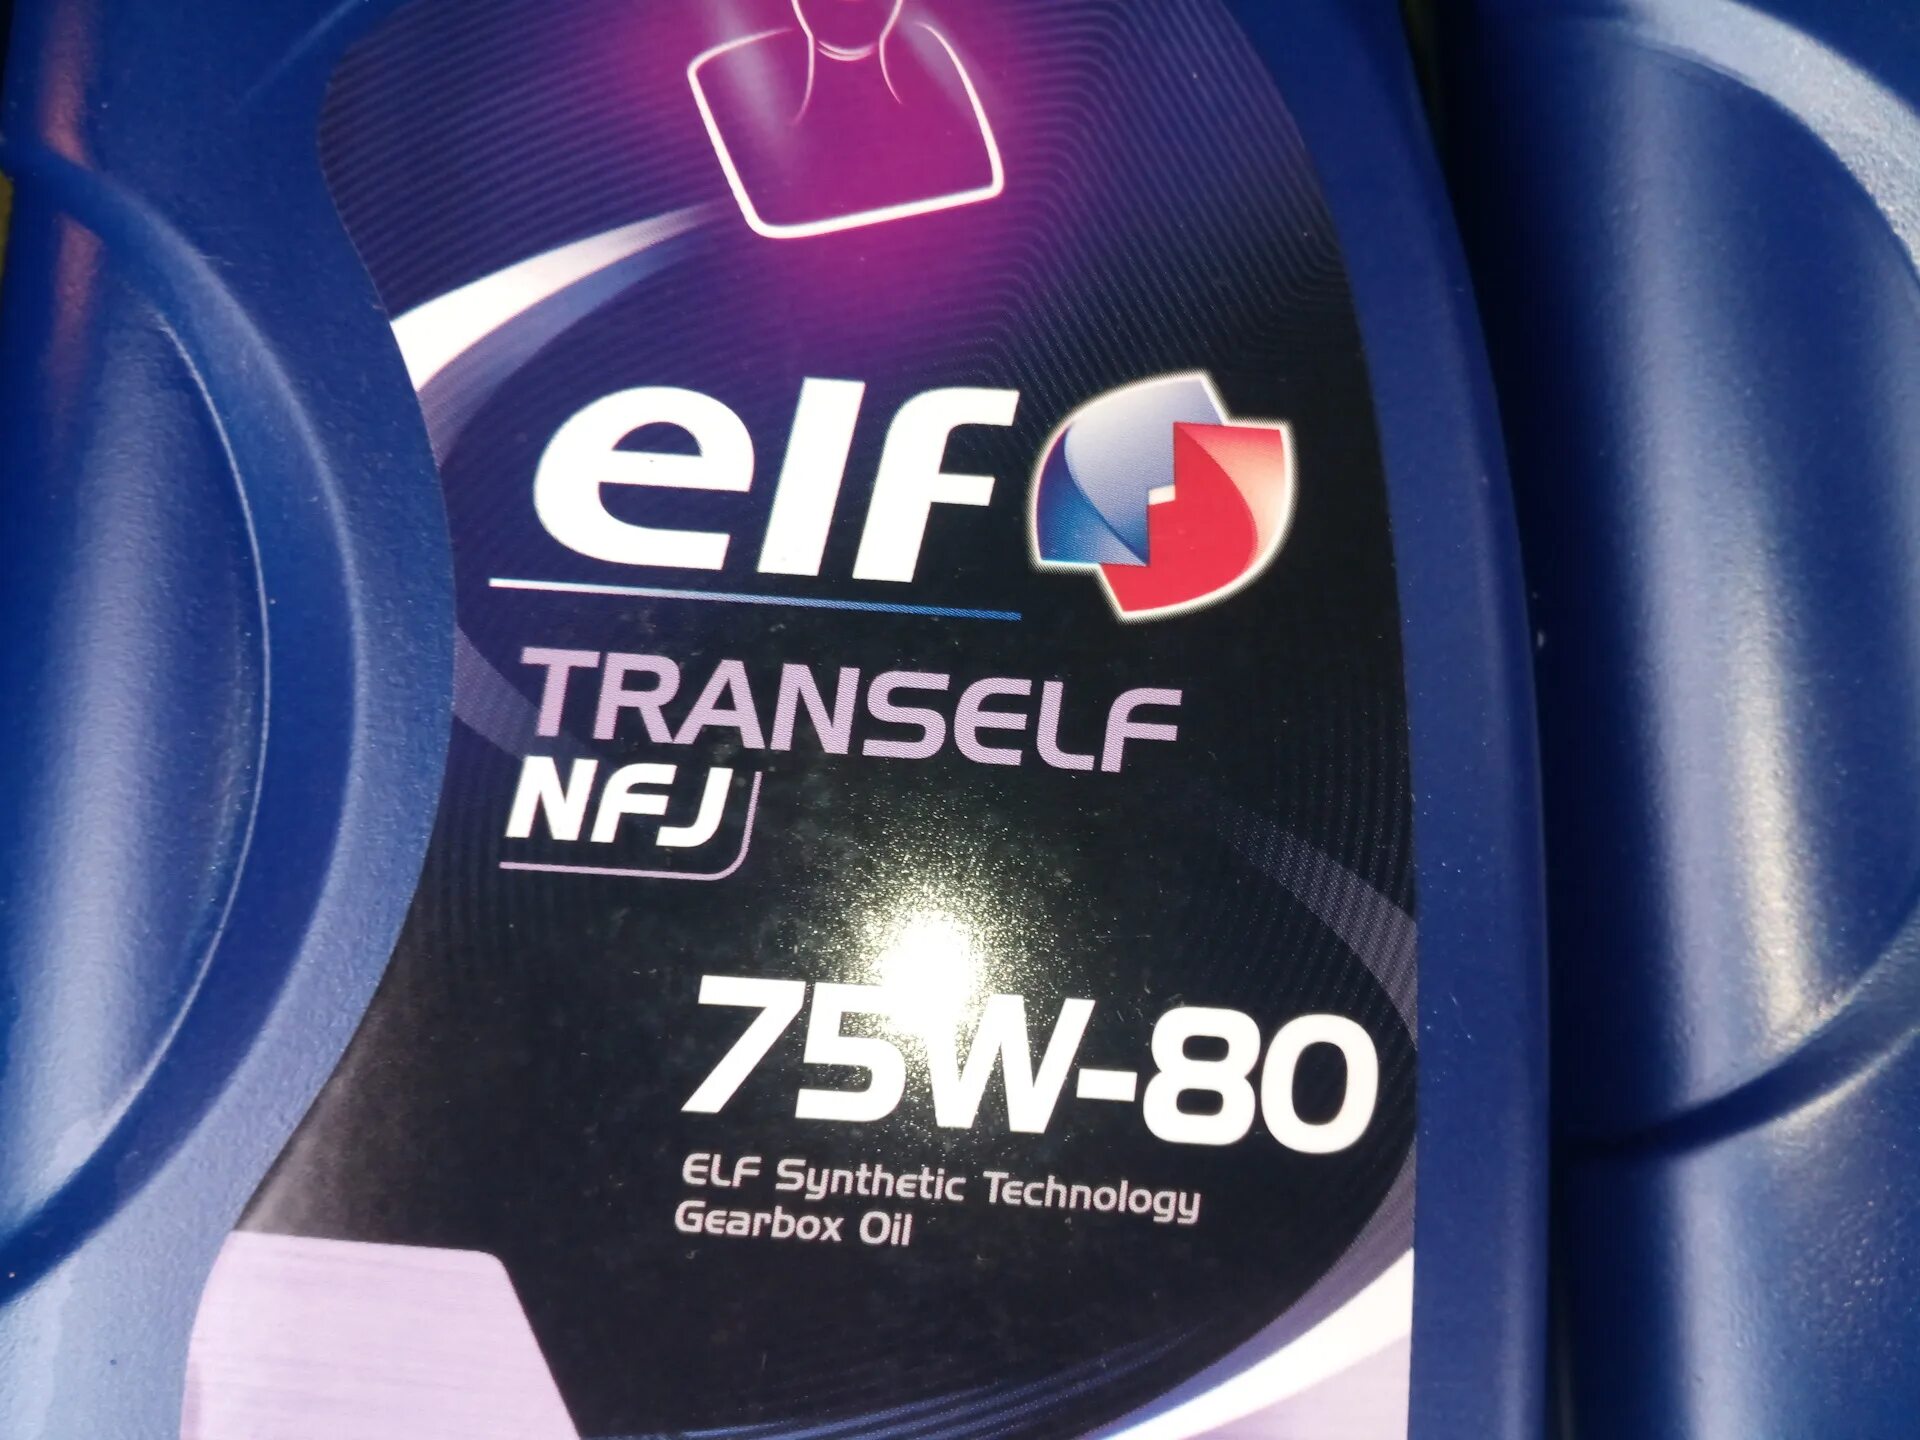 elf
TRANSELF
NFJ
75W-80
ELF Synthetic Technology
Gearbox Oil